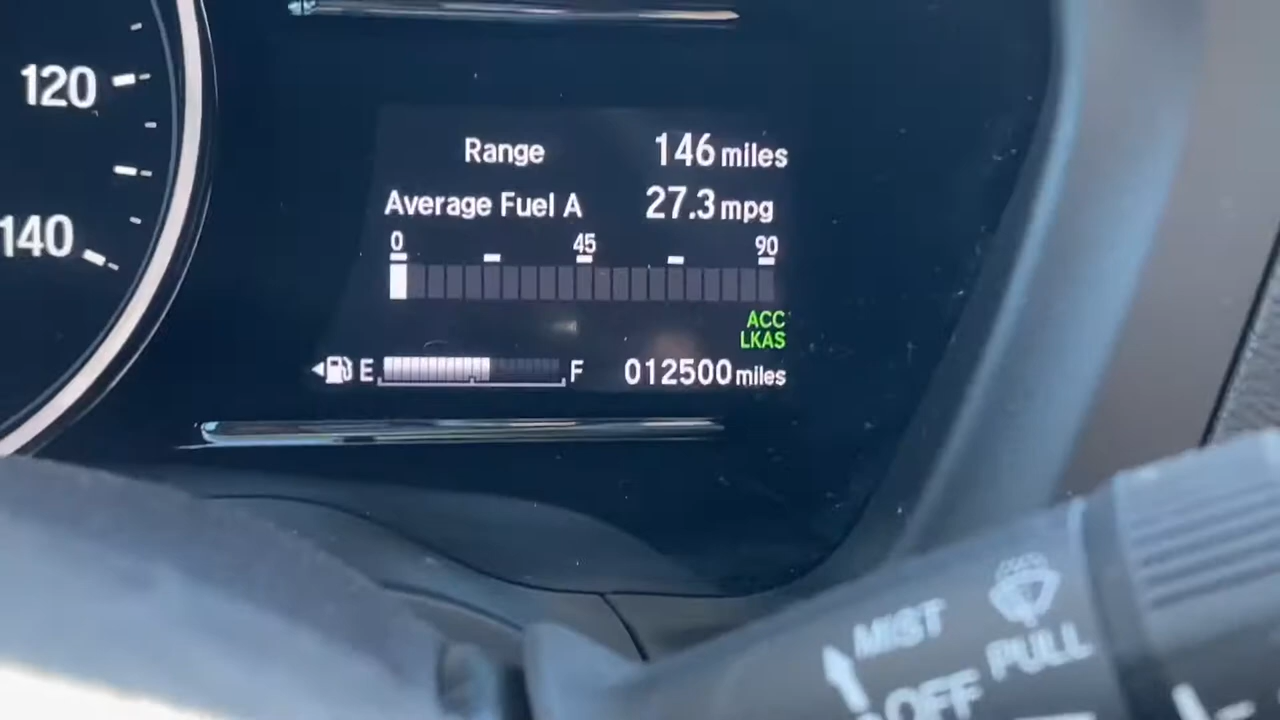 120
140
Range 146 miles
Average Fuel A 27.3 mpg
0 45 90
ACC
LKAS
E F 012500 miles
MIST
PULL
OFF